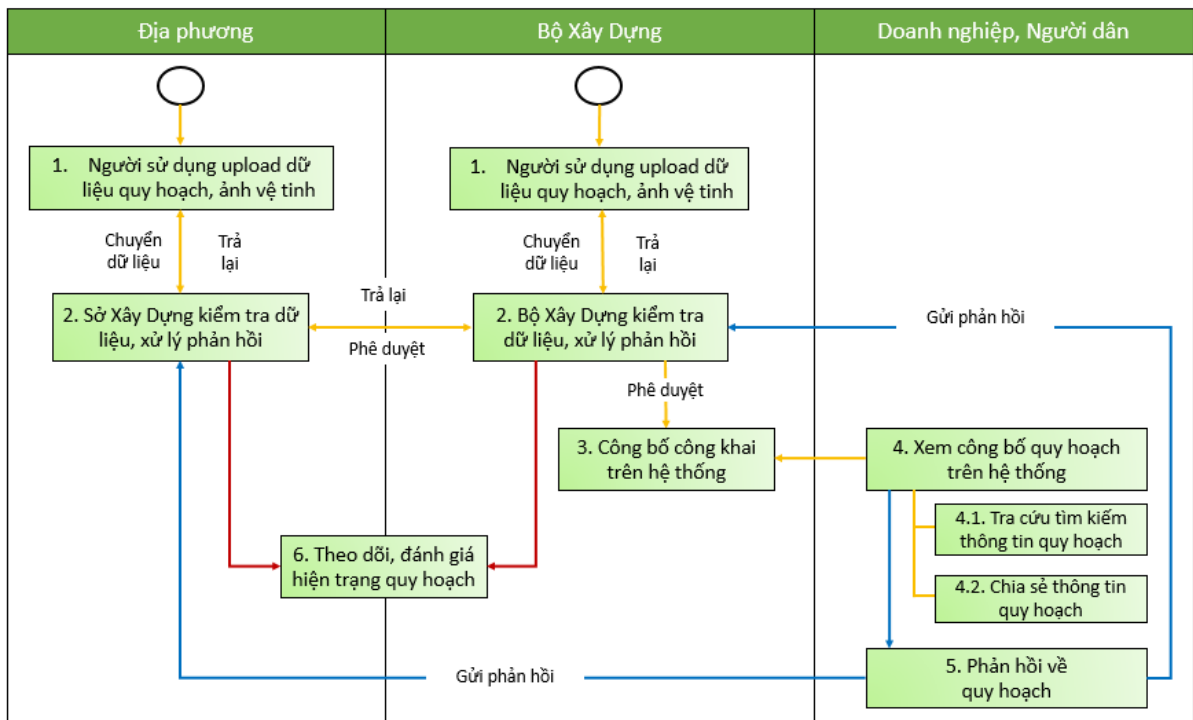 Địa phương
Bộ Xây Dựng
Doanh nghiệp, Người dân
1. Người sử dụng upload dữ
liệu quy hoạch, ảnh vệ tinh
1. Người sử dụng upload dữ
liệu quy hoạch, ảnh vệ tinh
Chuyển
dữ liệu
Trả
lại
Chuyển
dữ liệu
Trả
lại
2. Sở Xây Dựng kiểm tra dữ
liệu, xử lý phản hồi
Trả lại
Phê duyệt
2. Bộ Xây Dựng kiểm tra
dữ liệu, xử lý phản hồi
Gửi phản hồi
Phê duyệt
3. Công bố công khai
trên hệ thống
4. Xem công bố quy hoạch
trên hệ thống
4.1. Tra cứu tìm kiếm
thông tin quy hoạch
4.2. Chia sẻ thông tin
quy hoạch
6. Theo dõi, đánh giá
hiện trạng quy hoạch
Gửi phản hồi
5. Phản hồi về
quy hoạch